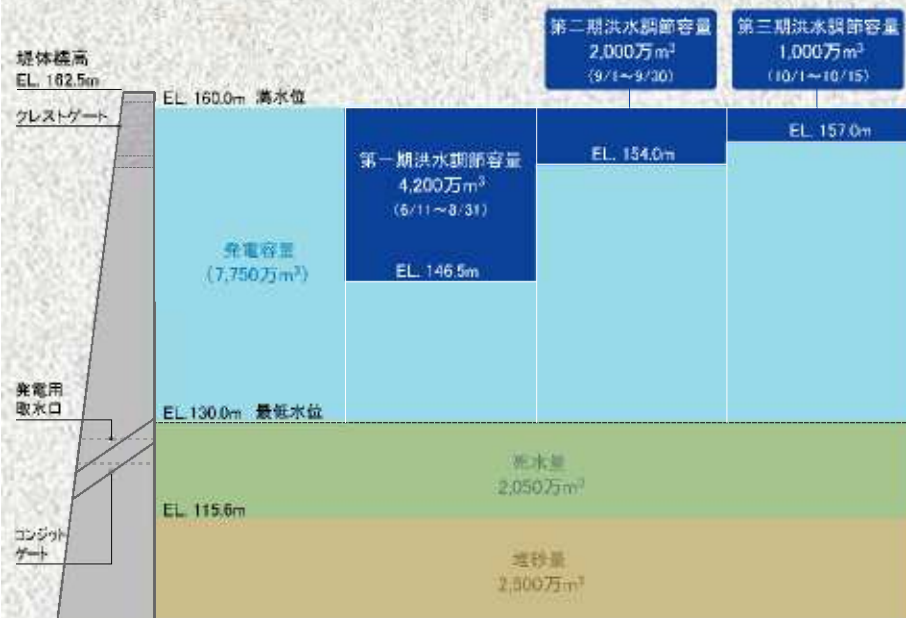 堤体標高
EL. 162.5m
クレストゲート
EL. 160.0m 満水位
第二期洪水調節容量
2,000万m³
(9/1～9/30)
第三期洪水調節容量
1,000万m³
(10/1～10/15)
EL. 157.0m
EL. 154.0m
第一期洪水調節容量
4,200万m³
(6/11～8/31)
EL. 146.5m
発電容量
(7,750万m³)
発電用
取水口
EL.130.0m 最低水位
死水量
2,050万m³
EL. 115.6m
コンジット
ゲート
堆砂量
2,500万m³